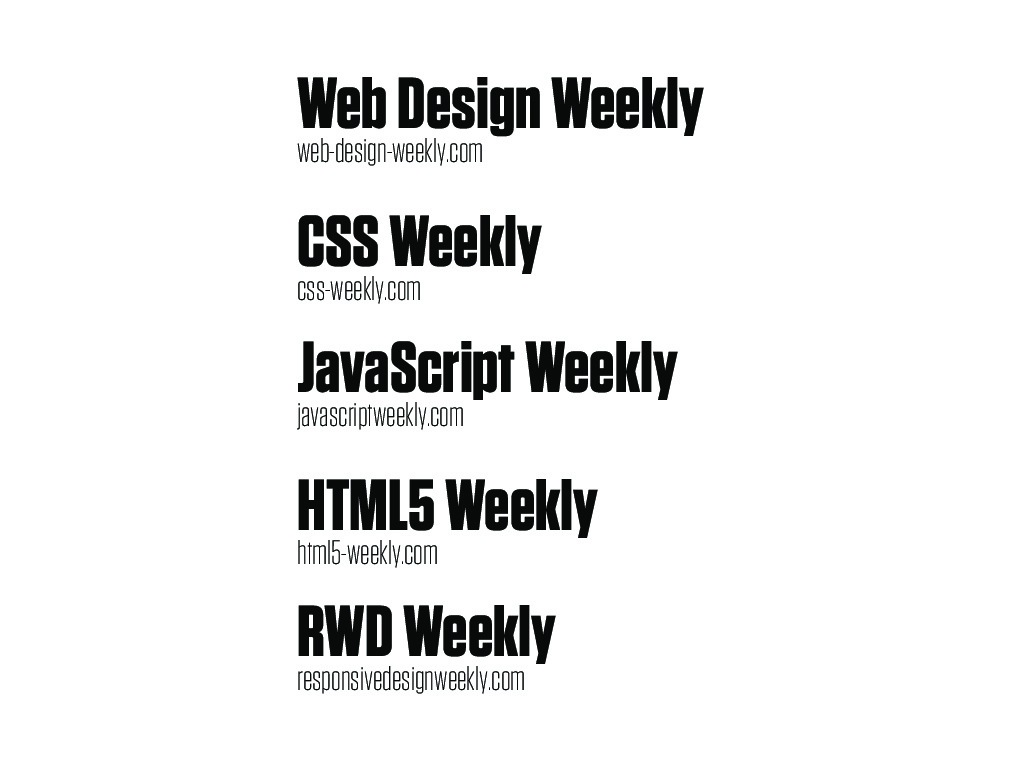 Web Design Weekly
web-design-weekly.com
CSS Weekly
css-weekly.com
JavaScript Weekly
javascriptweekly.com
HTML5 Weekly
html5-weekly.com
RWD Weekly
responsivedesignweekly.com